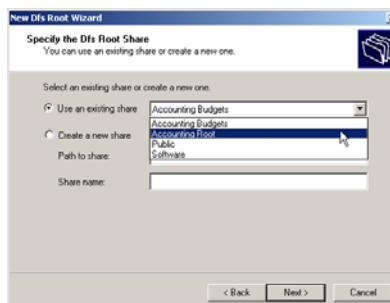 New Dfs Root Wizard
Specify the Dfs Root Share
You can use an existing share or create a new one.
Select an existing share or create a new one.
Use an existing share
Accounting Budgets
Accounting Budgets
Accounting Root
Public
Software
Create a new share
Path to share:
Share name:
< Back
Next >
Cancel